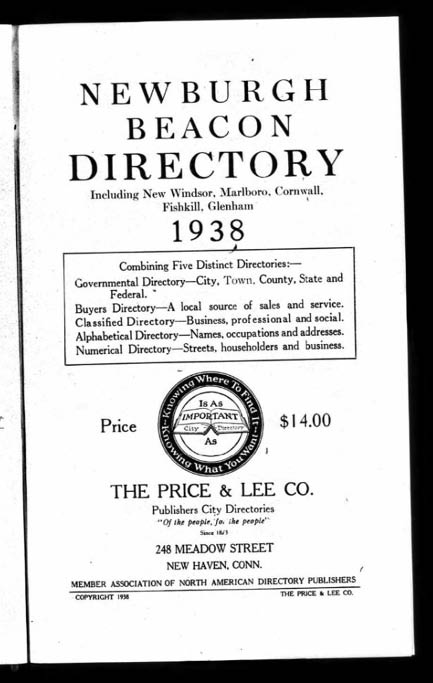 NEWBURGH
BEACON
DIRECTORY
Including New Windsor, Marlboro, Cornwall,
Fishkill, Glenham
1938
Combining Five Distinct Directories:—
Governmental Directory—City, Town, County, State and
Federal.
Buyers Directory—A local source of sales and service.
Classified Directory—Business, professional and social.
Alphabetical Directory—Names, occupations and addresses.
Numerical Directory—Streets, householders and business.
Price
Knowing Where To Find It
Is As
IMPORTANT
City Directory
As
Knowing What You Want
$14.00
THE PRICE & LEE CO.
Publishers City Directories
"Of the people, for the people"
Since
248 MEADOW STREET
NEW HAVEN, CONN.
MEMBER ASSOCIATION OF NORTH AMERICAN DIRECTORY PUBLISHERS
COPYRIGHT 1938
THE PRICE & LEE CO.